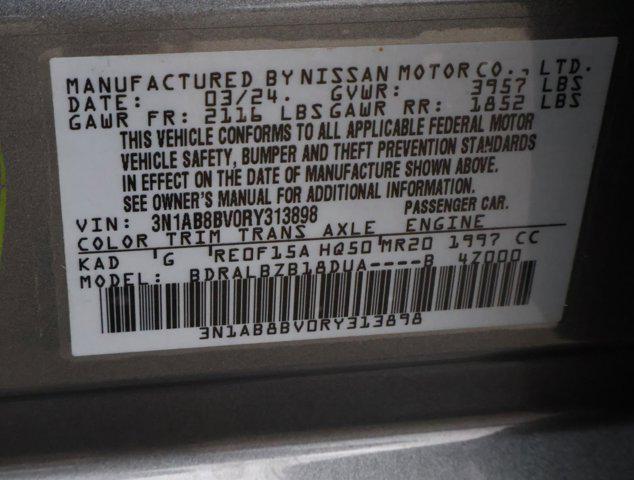 MANUFACTURED BY NISSAN MOTOR CO., LTD.
DATE: 03/24. GVWR: 3957 LBS
GAWR FR: 2116 LBS GAWR RR: 1852 LBS
THIS VEHICLE CONFORMS TO ALL APPLICABLE FEDERAL MOTOR
VEHICLE SAFETY, BUMPER AND THEFT PREVENTION STANDARDS
IN EFFECT ON THE DATE OF MANUFACTURE SHOWN ABOVE.
SEE OWNER'S MANUAL FOR ADDITIONAL INFORMATION.
VIN: 3N1AB8BV0RY313898 PASSENGER CAR.
COLOR TRIM TRANS AXLE ENGINE
KAD G RE0F15A HQ50 MR20 1997 CC
MODEL: BDRALBZB18DUA----B 4Z000
3N1AB8BV0RY313898